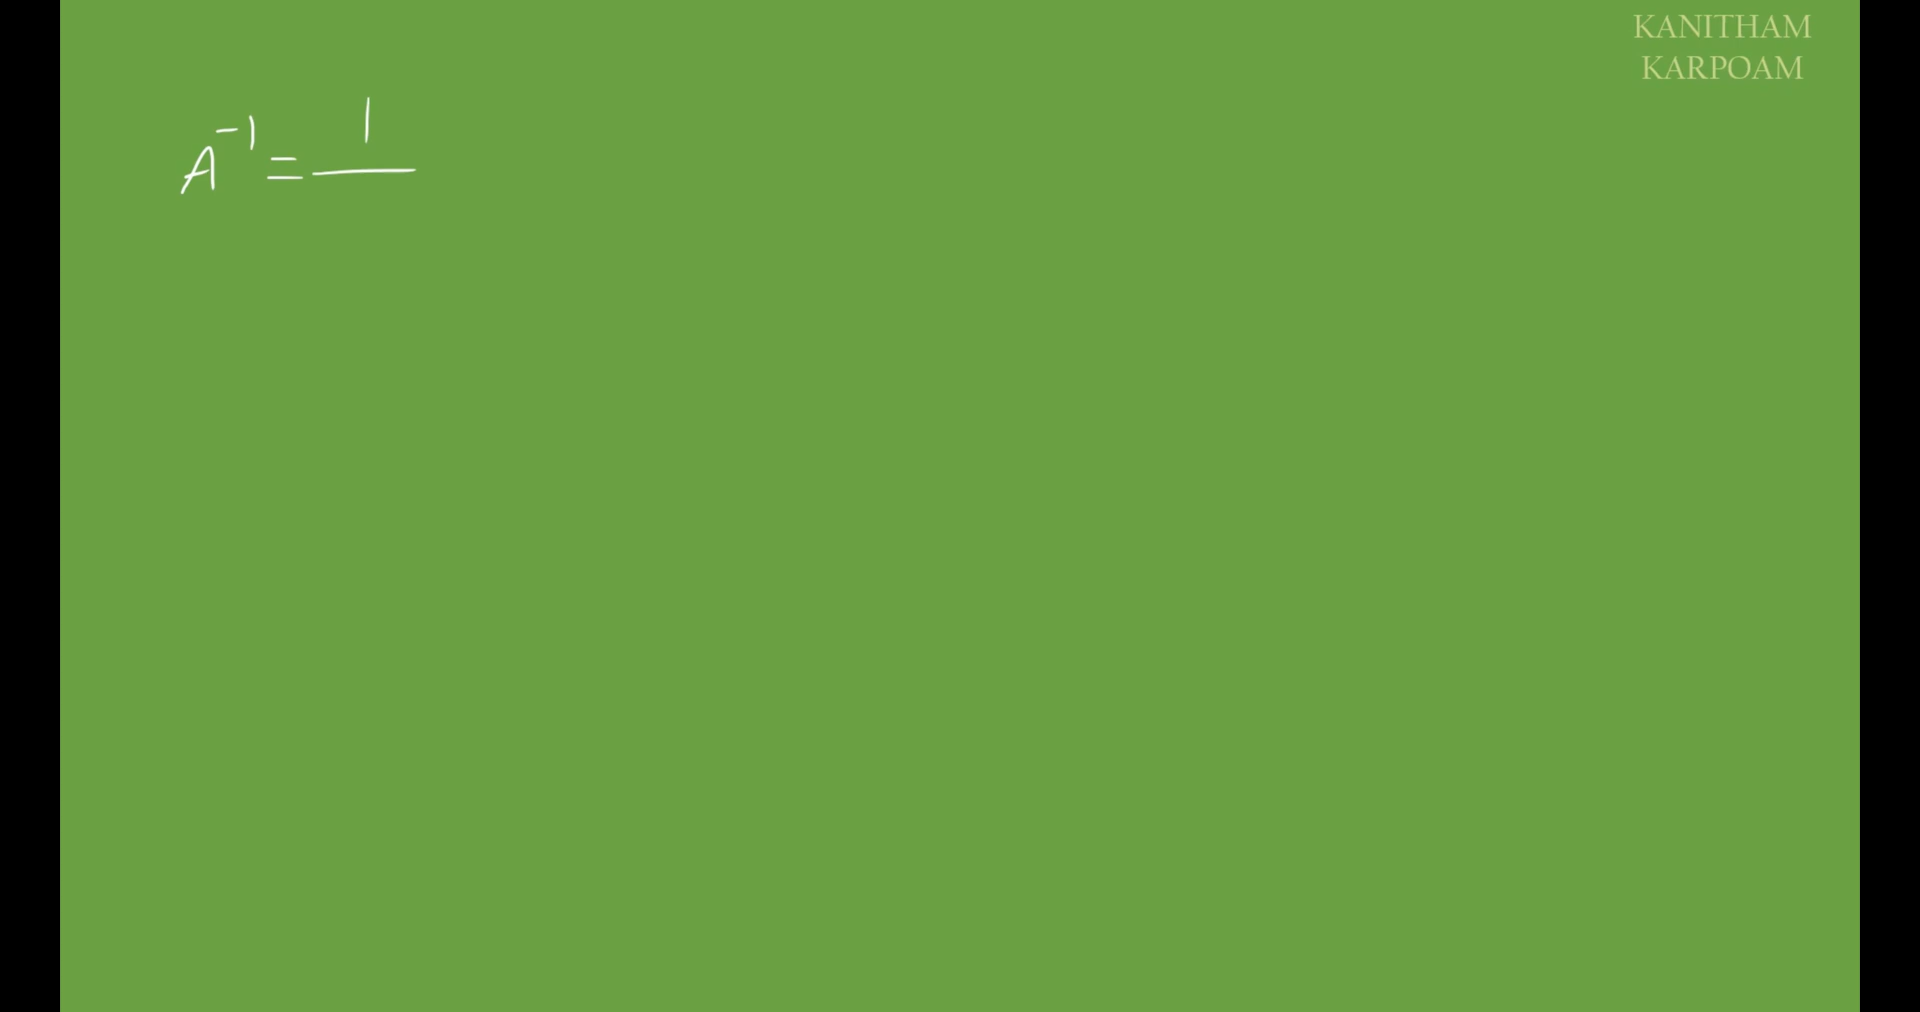 KANITHAM
KARPOAM
A⁻¹ = 1/